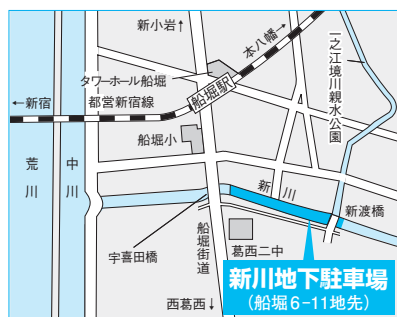 新小岩↑
本八幡→
タワーホール船堀
船堀駅
一之江境川親水公園
←新宿
都営新宿線
船堀小
荒川
中川
新川
新渡橋
宇喜田橋
船堀街道
葛西二中
新川地下駐車場
(船堀6-11地先)
西葛西↓